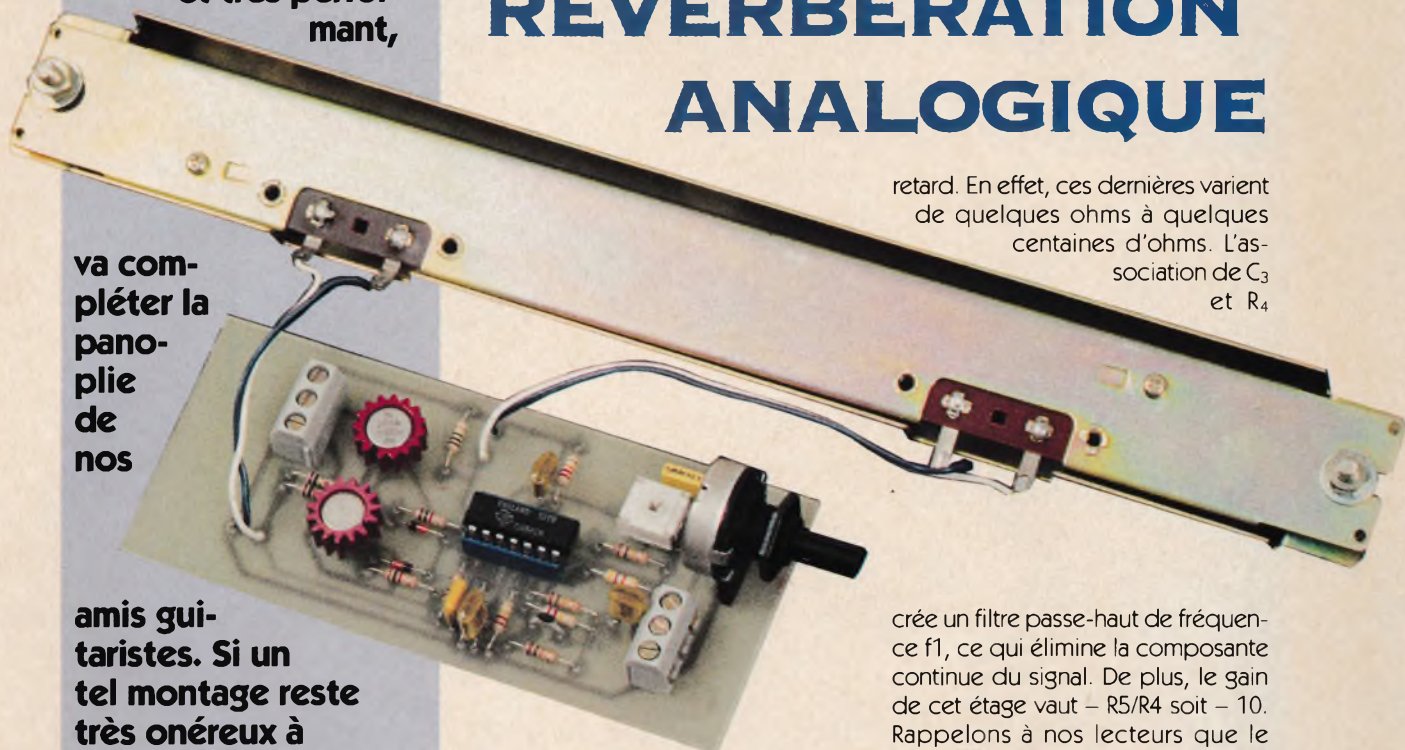 et très perfor-
mant,
RÉVERBÉRATION
ANALOGIQUE
va com-
pléter la
pano-
plie
de
nos
amis gui-
taristes. Si un
tel montage reste
très onéreux à
retard. En effet, ces dernières varient
de quelques ohms à quelques
centaines d'ohms. L'as-
sociation de C3
et R4
crée un filtre passe-haut de fréquen-
ce f1, ce qui élimine la composante
continue du signal. De plus, le gain
de cet étage vaut – R5/R4 soit – 10.
Rappelons à nos lecteurs que le